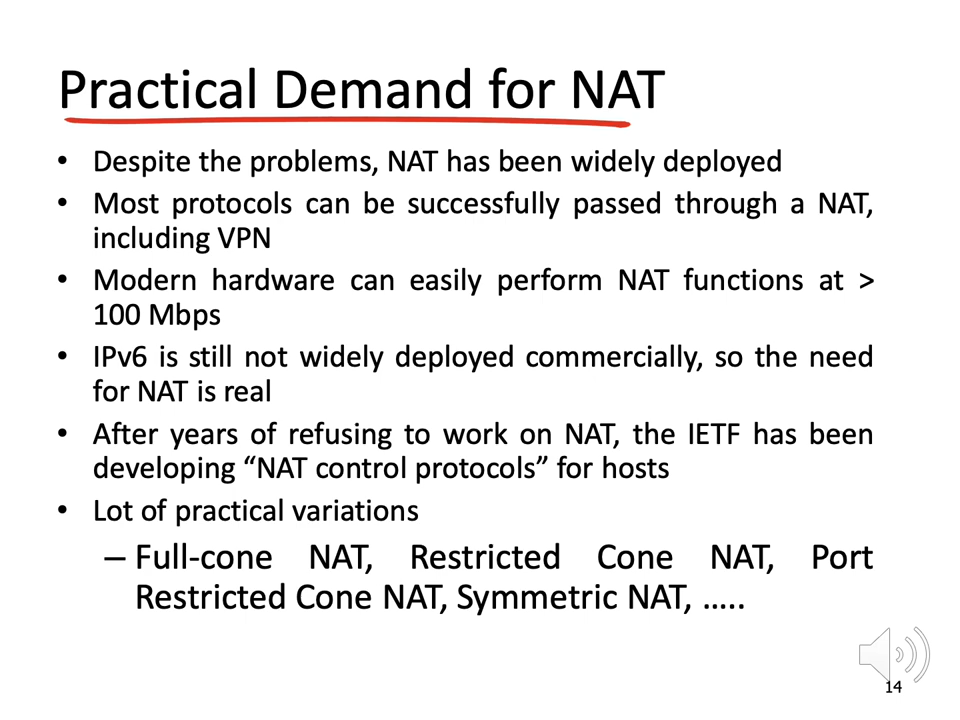 Practical Demand for NAT
• Despite the problems, NAT has been widely deployed
• Most protocols can be successfully passed through a NAT,
including VPN
• Modern hardware can easily perform NAT functions at >
100 Mbps
• IPv6 is still not widely deployed commercially, so the need
for NAT is real
• After years of refusing to work on NAT, the IETF has been
developing “NAT control protocols” for hosts
• Lot of practical variations
– Full-cone NAT, Restricted Cone NAT, Port
Restricted Cone NAT, Symmetric NAT, …..
14